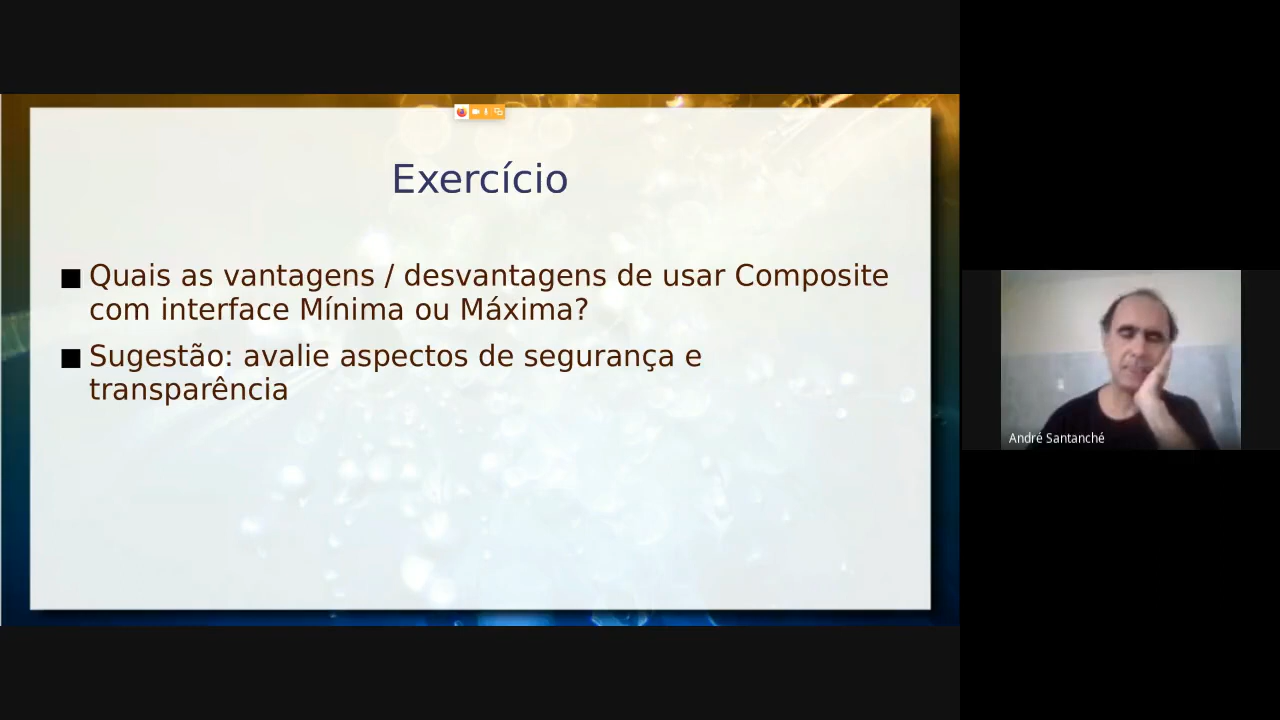 Exercício
Quais as vantagens / desvantagens de usar Composite
com interface Mínima ou Máxima?
Sugestão: avalie aspectos de segurança e
transparência
André Santanché